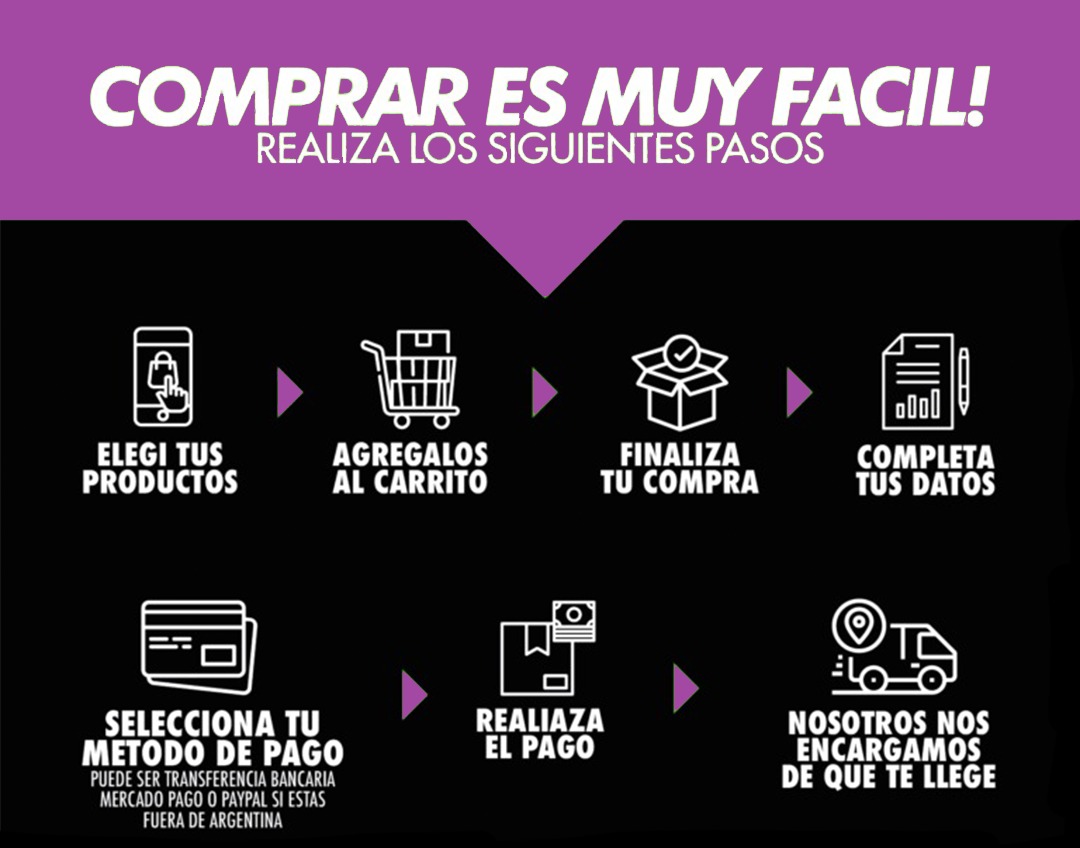 COMPRAR ES MUY FACIL!
REALIZA LOS SIGUIENTES PASOS
ELEGI TUS
PRODUCTOS
AGREGALOS
AL CARRITO
FINALIZA
TU COMPRA
COMPLETA
TUS DATOS
SELECCIONA TU
METODO DE PAGO
PUEDE SER TRANSFERENCIA BANCARIA
MERCADO PAGO O PAYPAL SI ESTAS
FUERA DE ARGENTINA
REALIAZA
EL PAGO
NOSOTROS NOS
ENCARGAMOS
DE QUE TE LLEGE